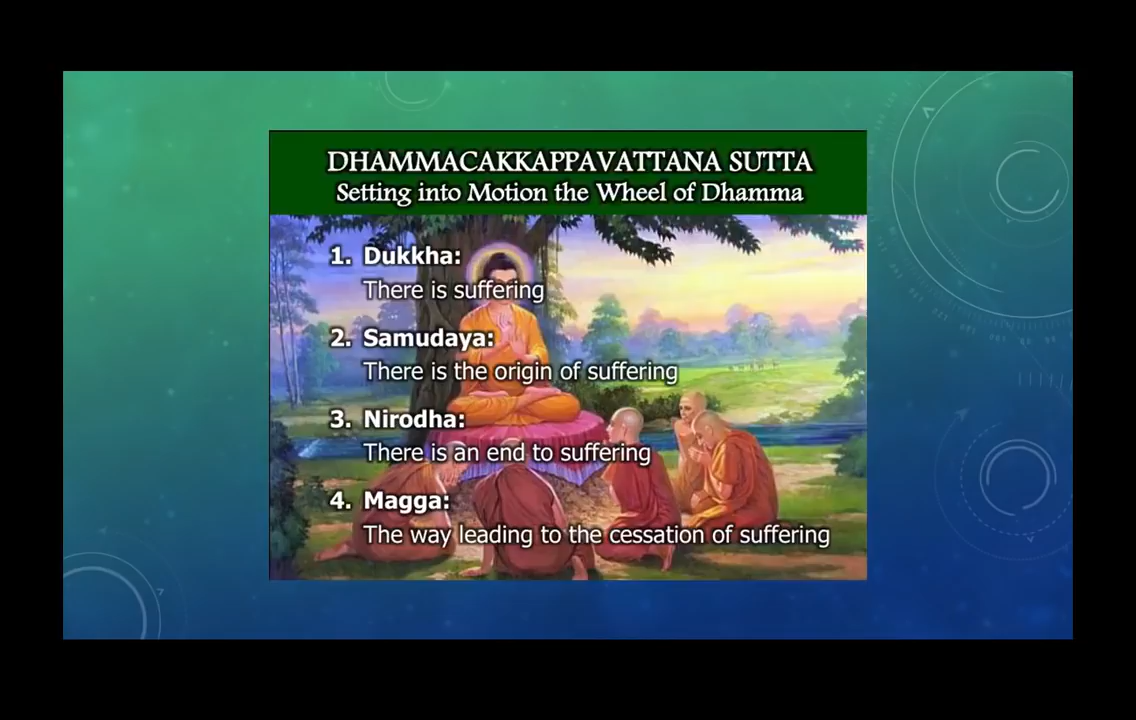 DHAMMACAKKAPPAVATTANA SUTTA
Setting into Motion the Wheel of Dhamma
1. Dukkha:
There is suffering
2. Samudaya:
There is the origin of suffering
3. Nirodha:
There is an end to suffering
4. Magga:
The way leading to the cessation of suffering